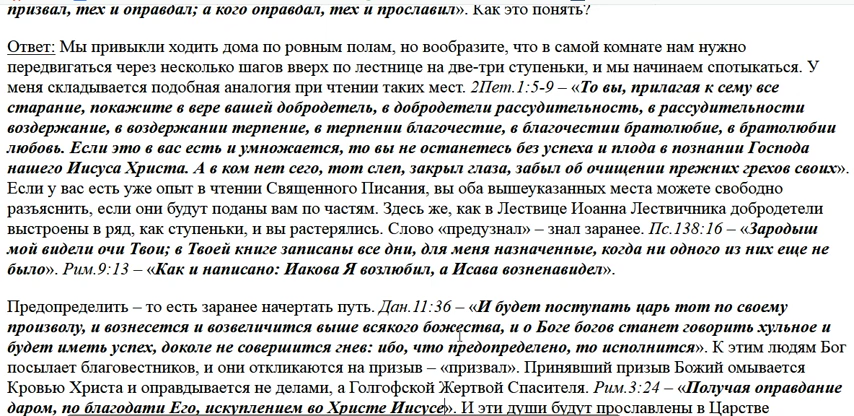 призвал, тех и оправдал; а кого оправдал, тех и прославил». Как это понять?
Ответ: Мы привыкли ходить дома по ровным полам, но вообразите, что в самой комнате нам нужно
передвигаться через несколько шагов вверх по лестнице на две-три ступеньки, и мы начинаем спотыкаться. У
меня складывается подобная аналогия при чтении таких мест. 2Пет.1:5-9 – «То вы, прилагая к сему все
старание, покажите в вере вашей добродетель, в добродетели рассудительность, в рассудительности
воздержание, в воздержании терпение, в терпении благочестие, в благочестии братолюбие, в братолюбии
любовь. Если это в вас есть и умножается, то вы не останетесь без успеха и плода в познании Господа
нашего Иисуса Христа. А в ком нет сего, тот слеп, закрыл глаза, забыл об очищении прежних грехов своих».
Если у вас есть уже опыт в чтении Священного Писания, вы оба вышеуказанных места можете свободно
разъяснить, если они будут поданы вам по частям. Здесь же, как в Лествице Иоанна Лествичника добродетели
выстроены в ряд, как ступеньки, и вы растерялись. Слово «предузнал» – знал заранее. Пс.138:16 – «Зародыш
мой видели очи Твои; в Твоей книге записаны все дни, для меня назначенные, когда ни одного из них еще не
было». Рим.9:13 – «Как и написано: Иакова Я возлюбил, а Исава возненавидел».
Предопределить – то есть заранее начертать путь. Дан.11:36 – «И будет поступать царь тот по своему
произволу, и вознесется и возвеличится выше всякого божества, и о Боге богов станет говорить хульное и
будет иметь успех, доколе не совершится гнев: ибо, что предопределено, то исполнится». К этим людям Бог
посылает благовестников, и они откликаются на призыв – «призвал». Принявший призыв Божий омывается
Кровью Христа и оправдывается не делами, а Голгофской Жертвой Спасителя. Рим.3:24 – «Получая оправдание
даром, по благодати Его, искуплением во Христе Иисусе». И эти души будут прославлены в Царстве